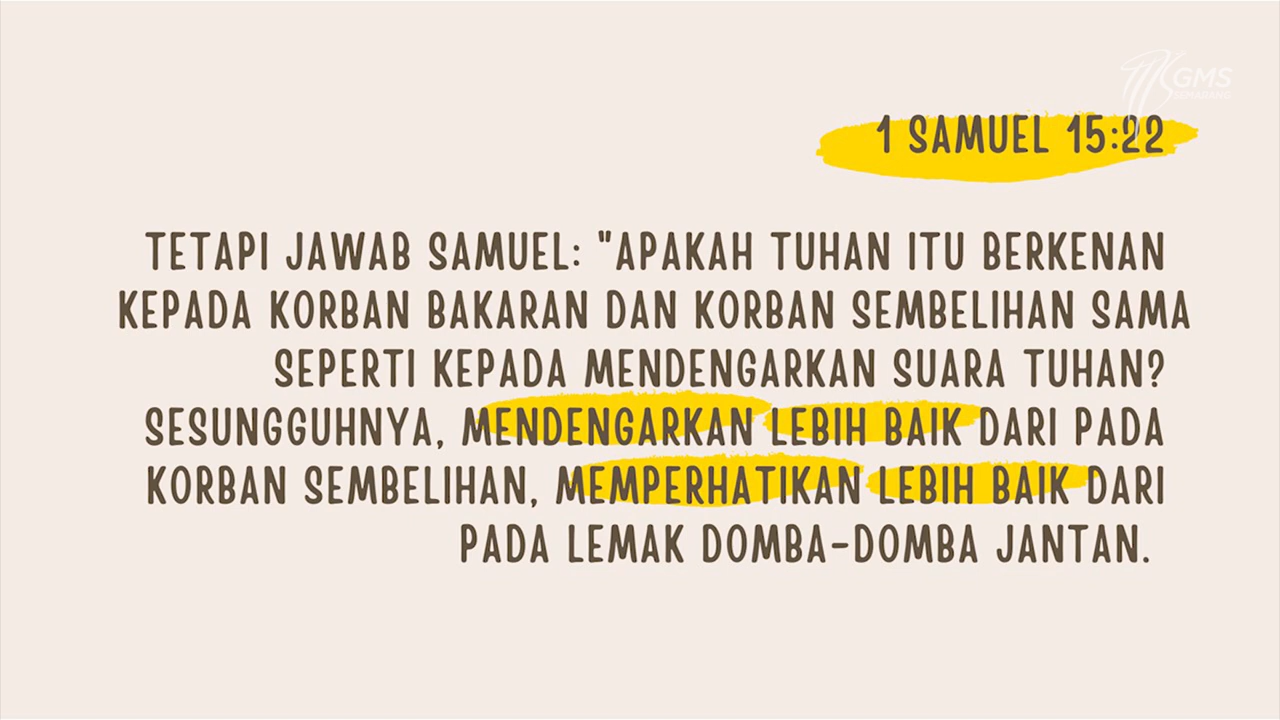 GMS
SEMARANG
1 SAMUEL 15:22
TETAPI JAWAB SAMUEL: "APAKAH TUHAN ITU BERKENAN
KEPADA KORBAN BAKARAN DAN KORBAN SEMBELIHAN SAMA
SEPERTI KEPADA MENDENGARKAN SUARA TUHAN?
SESUNGGUHNYA, MENDENGARKAN LEBIH BAIK DARI PADA
KORBAN SEMBELIHAN, MEMPERHATIKAN LEBIH BAIK DARI
PADA LEMAK DOMBA-DOMBA JANTAN.